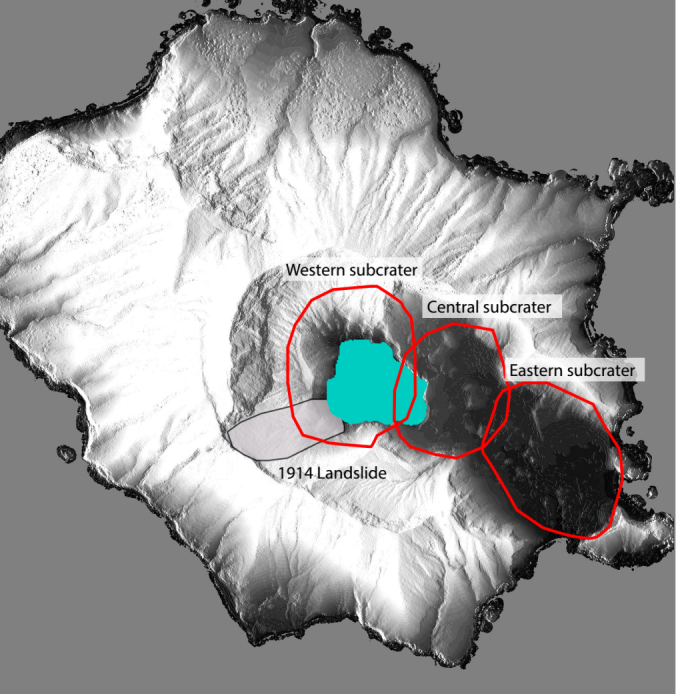 Western subcrater
Central subcrater
Eastern subcrater
1914 Landslide